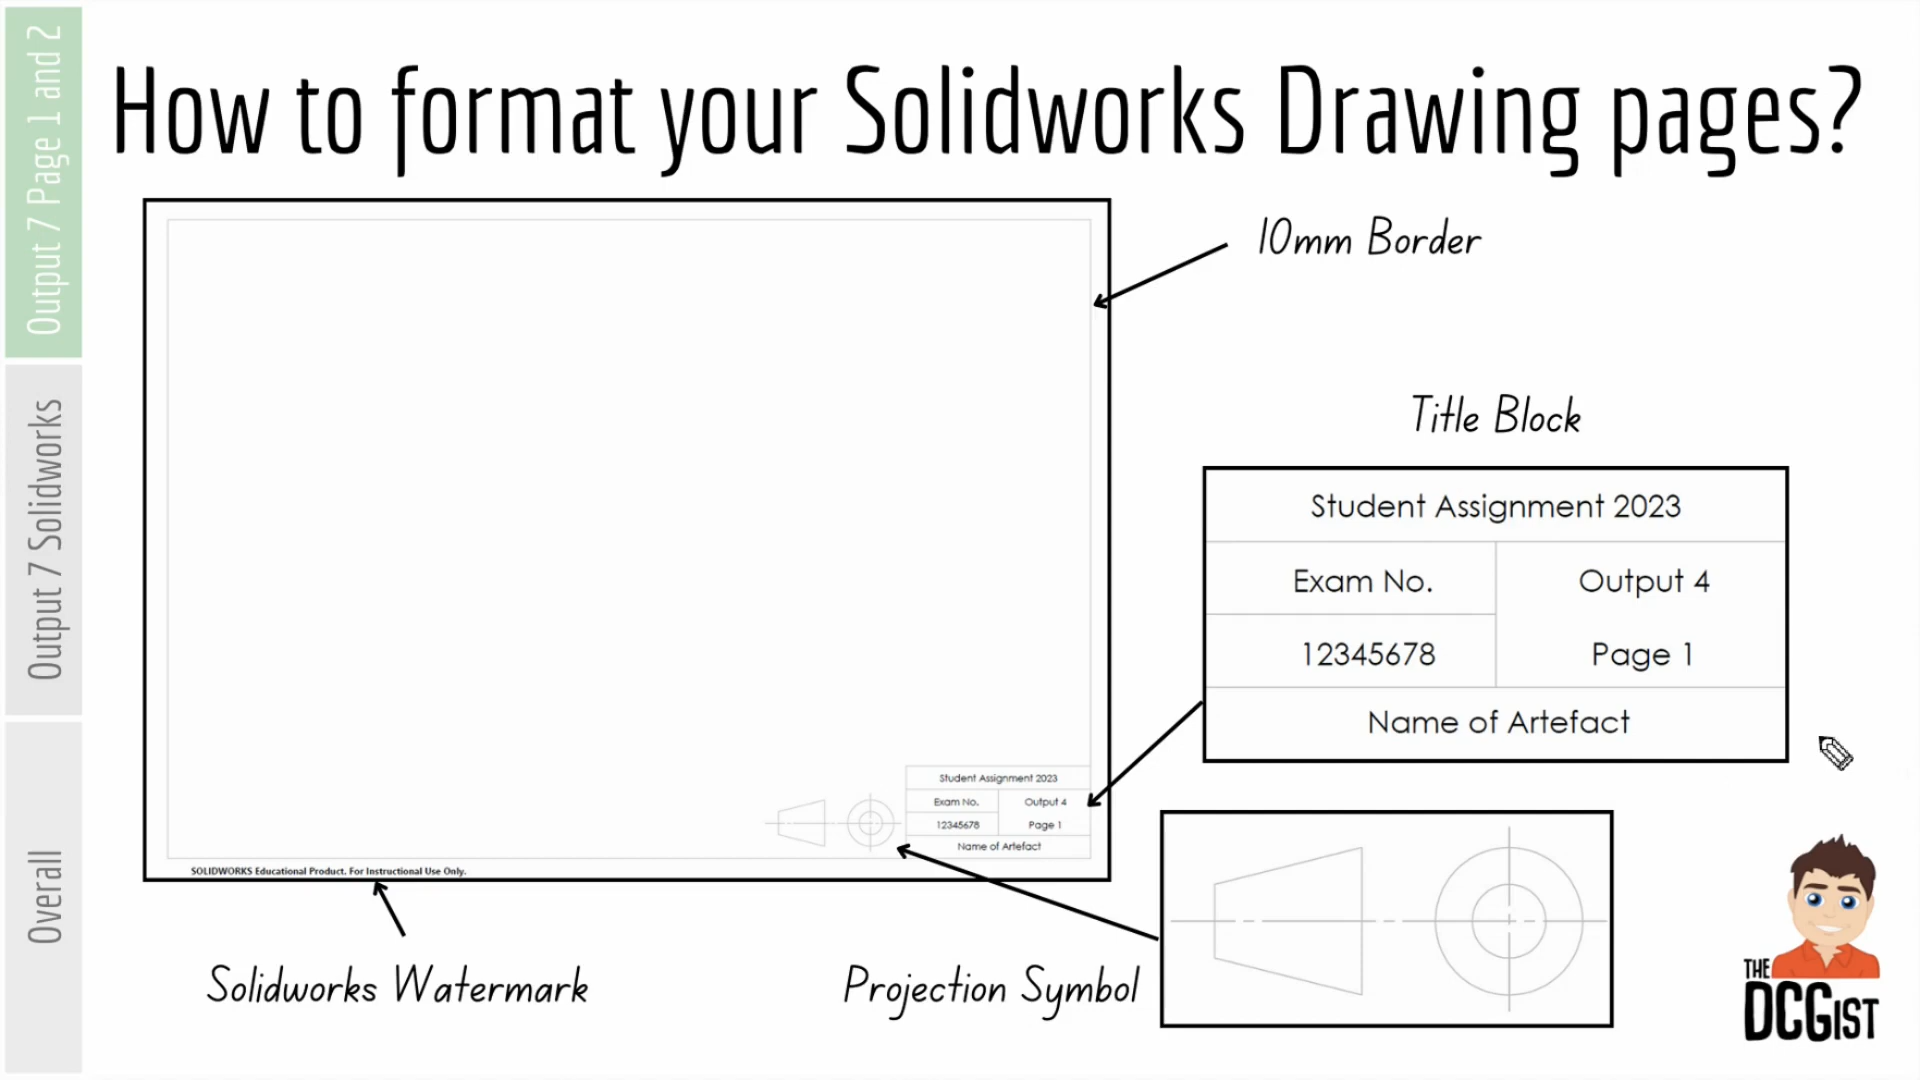 Output 7 Page 1 and 2
Output 7 Solidworks
Overall
How to format your Solidworks Drawing pages?
10mm Border
Title Block
Student Assignment 2023
Exam No.
Output 4
12345678
Page 1
Name of Artefact
Student Assignment 2023
Exam No.
Output 4
12345678
Page 1
Name of Artefact
SOLIDWORKS Educational Product. For Instructional Use Only.
Solidworks Watermark
Projection Symbol
THE
DCGIST